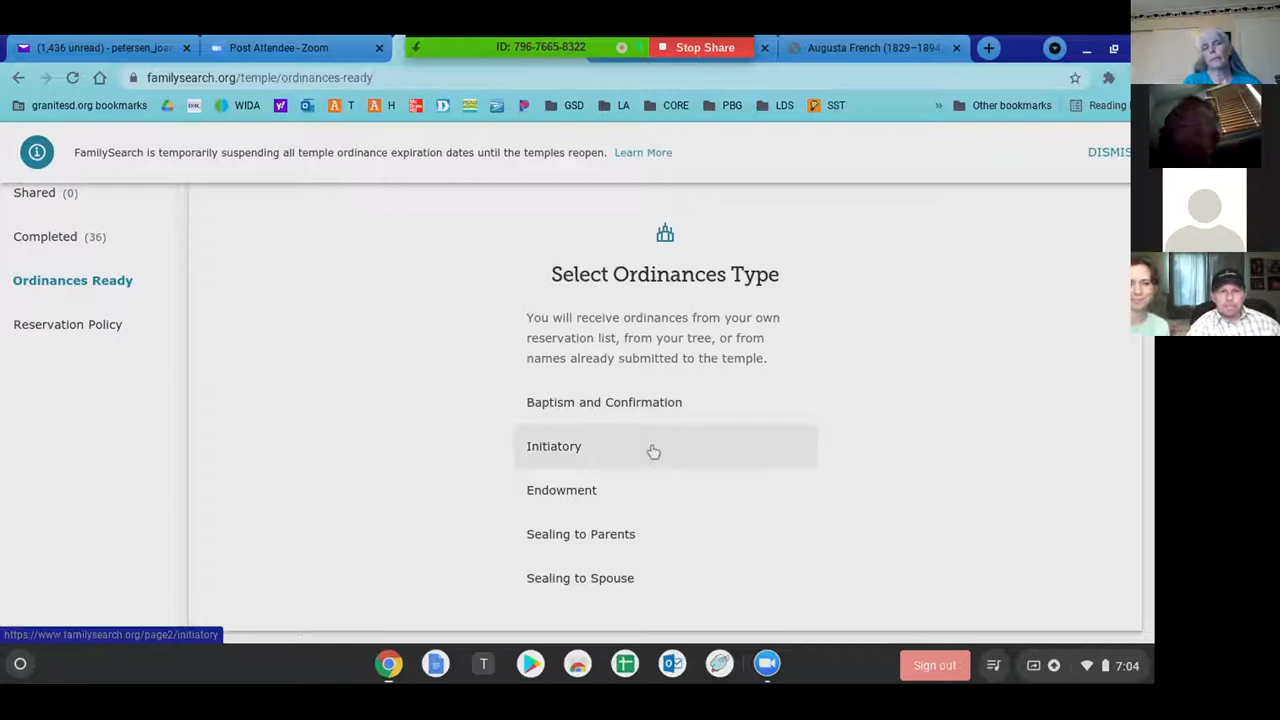 (1,436 unread) - petersen_joa
Post Attendee - Zoom
ID: 796-7665-8322
Stop Share
Augusta French (1829–1894
familysearch.org/temple/ordinances-ready
granitesd.org bookmarks
WIDA
T
H
GSD
LA
CORE
PBG
LDS
SST
»
Other bookmarks
Reading
FamilySearch is temporarily suspending all temple ordinance expiration dates until the temples reopen. Learn More
DISMIS
Shared (0)
Completed (36)
Ordinances Ready
Reservation Policy
Select Ordinances Type
You will receive ordinances from your own
reservation list, from your tree, or from
names already submitted to the temple.
Baptism and Confirmation
Initiatory
Endowment
Sealing to Parents
Sealing to Spouse
https://www.familysearch.org/page2/initiatory
T
Sign out
7:04